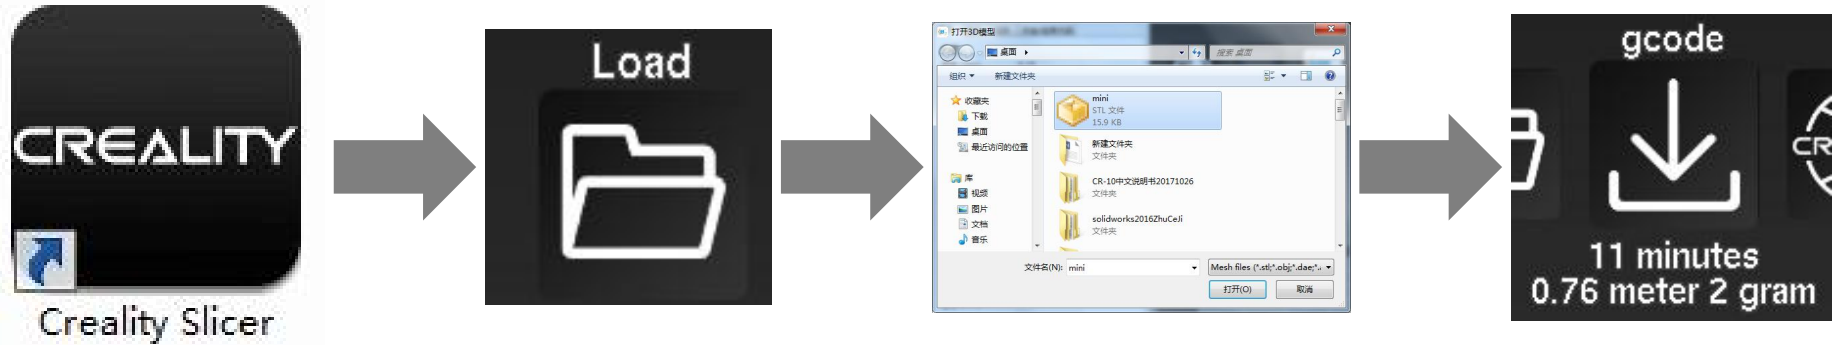 CREALITY
Creality Slicer
Load
打开3D模型
桌面
搜索 桌面
组织
新建文件夹
收藏夹
下载
桌面
最近访问的位置
库
视频
图片
文档
音乐
mini
STL 文件
15.9 KB
新建文件夹
文件夹
CR-10中文说明书20171026
文件夹
solidworks2016ZhuCeJi
文件夹
文件名(N):
mini
Mesh files (*.stl;*.obj;*.dae;*.
打开(O)
取消
gcode
CR
11 minutes
0.76 meter 2 gram